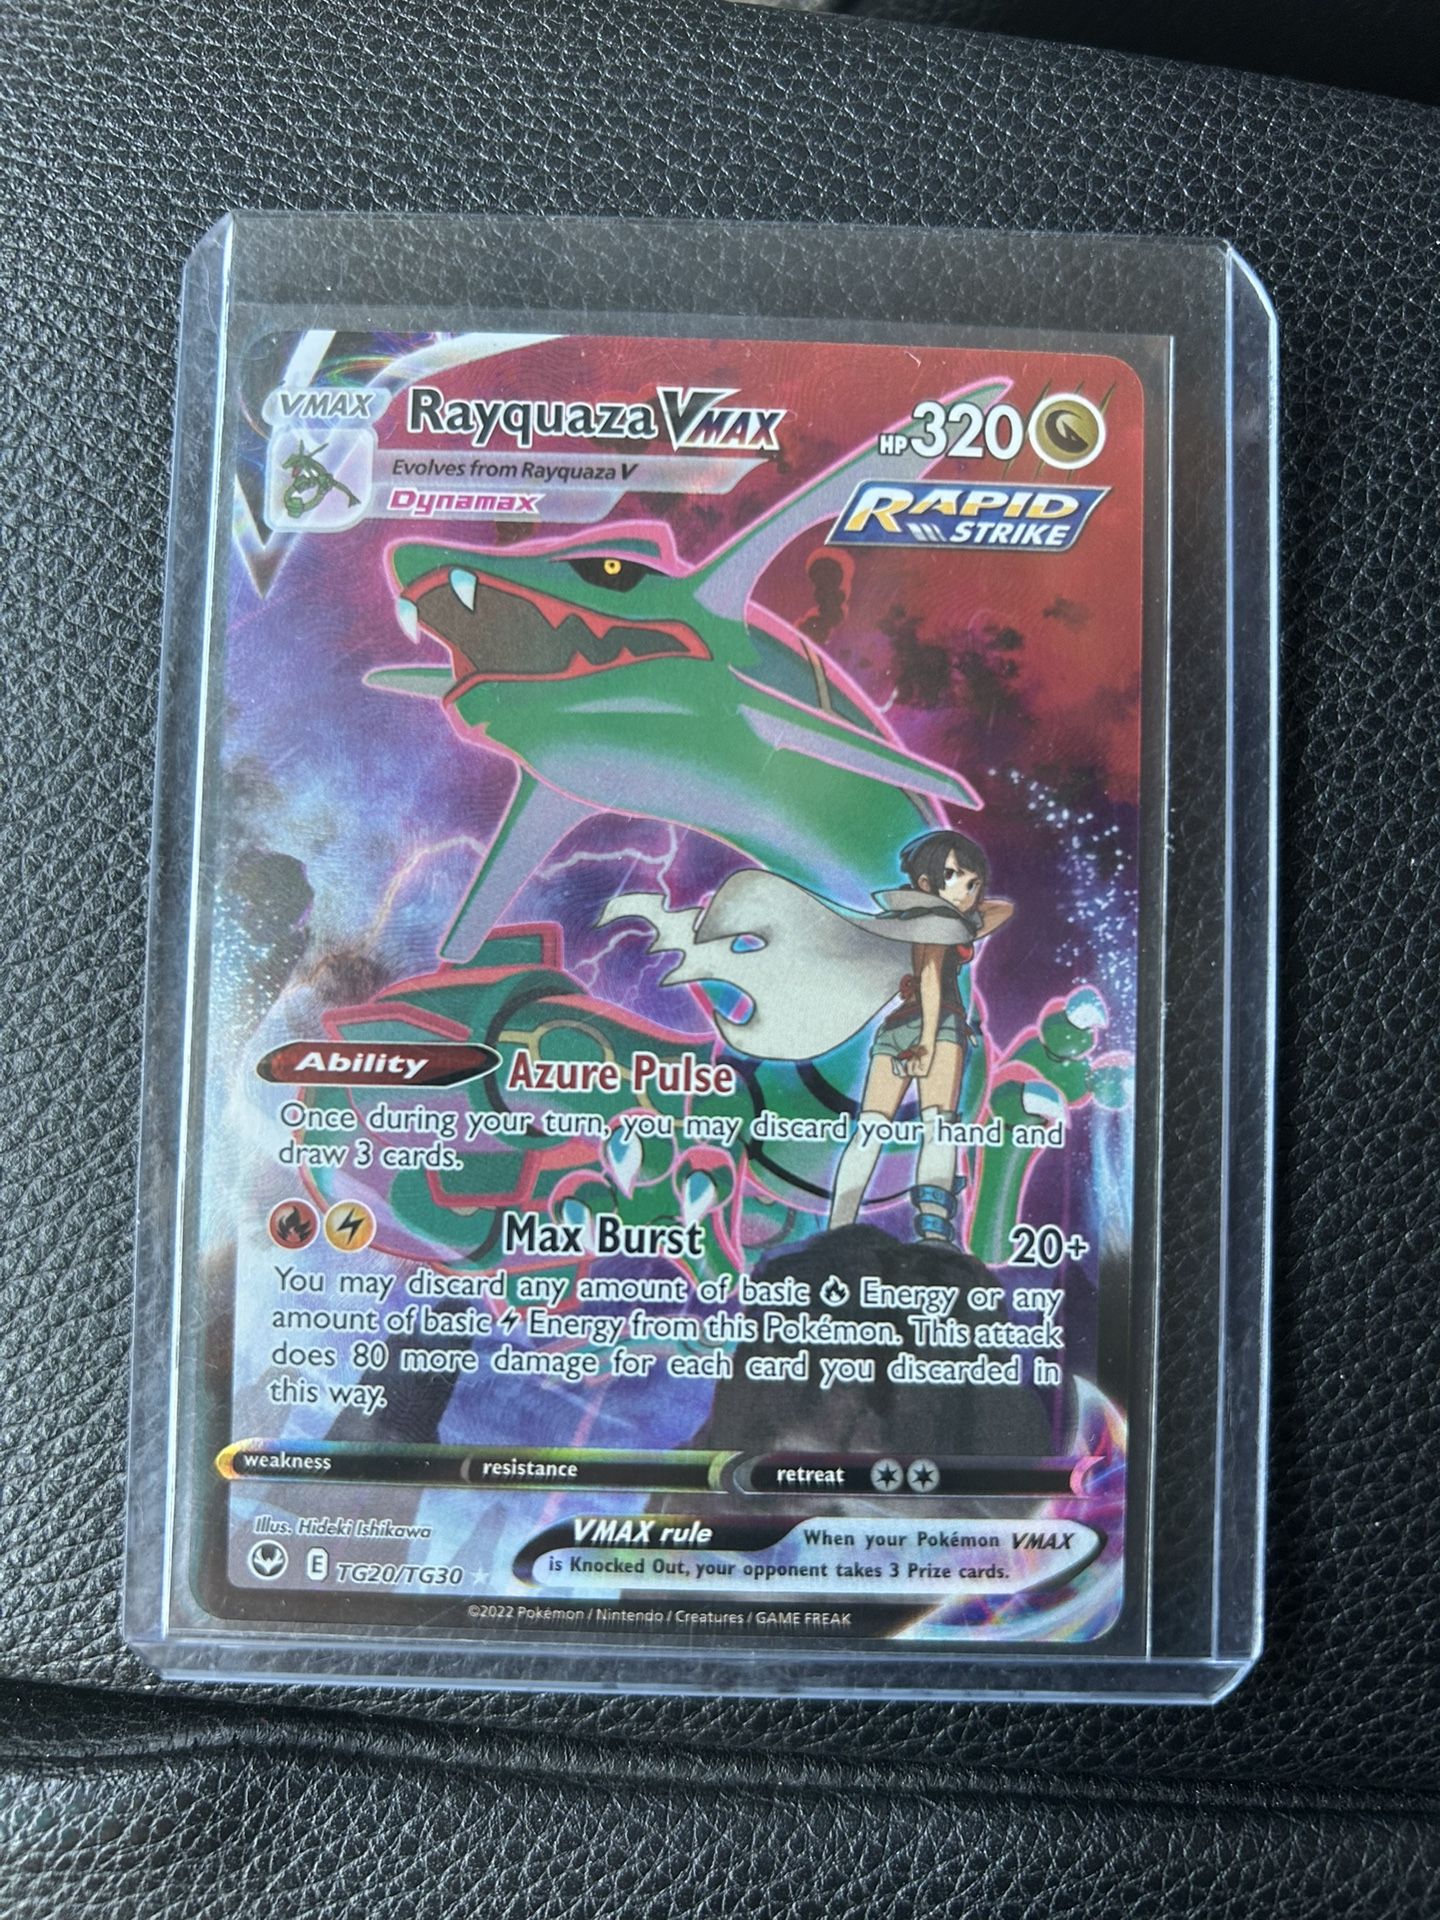 VMAX
Rayquaza VMAX
HP 320
Evolves from Rayquaza V
Dynamax
RAPID
STRIKE
Ability Azure Pulse
Once during your turn, you may discard your hand and
draw 3 cards.
Max Burst 20+
You may discard any amount of basic Energy or any
amount of basic Energy from this Pokémon. This attack
does 80 more damage for each card you discarded in
this way.
weakness resistance retreat
Illus. Hideki Ishikawa
VMAX rule When your Pokémon VMAX
is Knocked Out, your opponent takes 3 Prize cards.
E TG20/TG30
©2022 Pokémon / Nintendo / Creatures / GAME FREAK